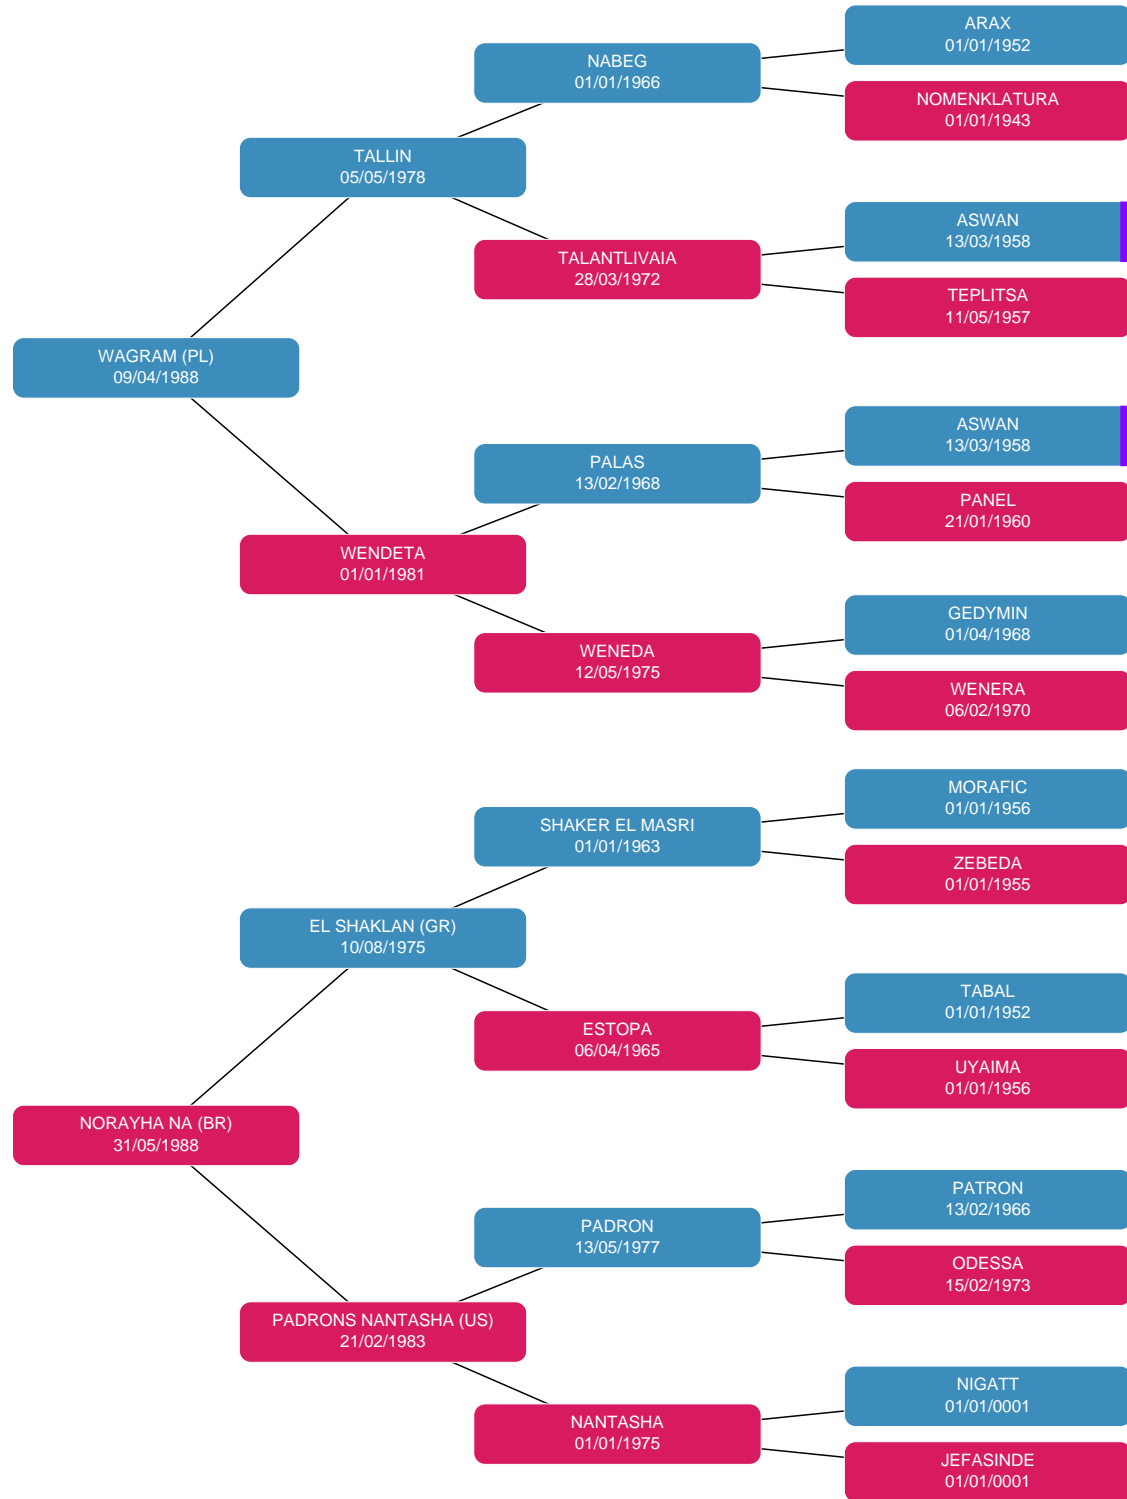 ARAX
01/01/1952
NABEG
01/01/1966
NOMENKLATURA
01/01/1943
TALLIN
05/05/1978
ASWAN
13/03/1958
TALANTLIVAIA
28/03/1972
TEPLITSA
11/05/1957
WAGRAM (PL)
09/04/1988
ASWAN
13/03/1958
PALAS
13/02/1968
PANEL
21/01/1960
WENDETA
01/01/1981
GEDYMIN
01/04/1968
WENEDA
12/05/1975
WENERA
06/02/1970
MORAFIC
01/01/1956
SHAKER EL MASRI
01/01/1963
ZEBEDA
01/01/1955
EL SHAKLAN (GR)
10/08/1975
TABAL
01/01/1952
ESTOPA
06/04/1965
UYAIMA
01/01/1956
NORAYHA NA (BR)
31/05/1988
PATRON
13/02/1966
PADRON
13/05/1977
ODESSA
15/02/1973
PADRONS NANTASHA (US)
21/02/1983
NIGATT
01/01/0001
NANTASHA
01/01/1975
JEFASINDE
01/01/0001